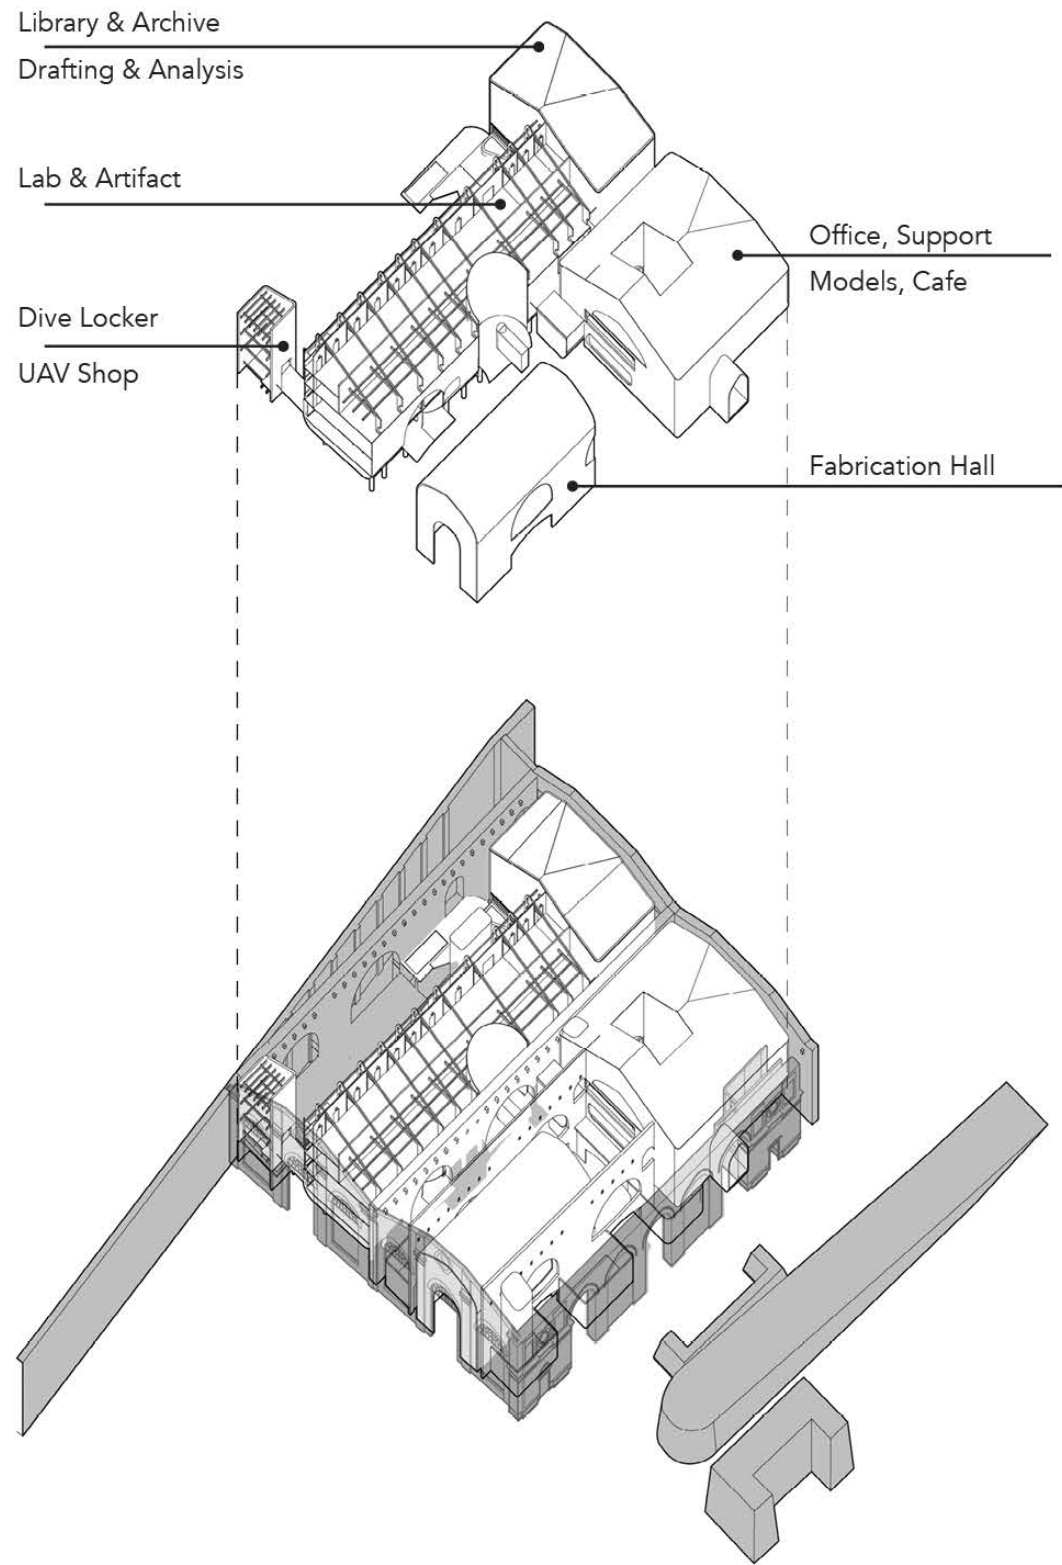 Library & Archive
Drafting & Analysis
Lab & Artifact
Office, Support
Models, Cafe
Dive Locker
UAV Shop
Fabrication Hall